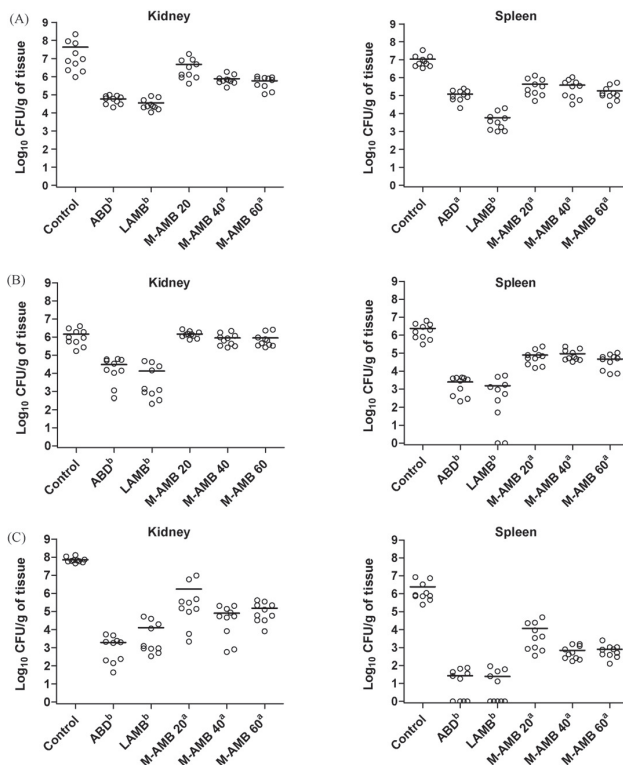 (A)
Kidney
Log10 CFU/g of tissue
9
8
7
6
5
4
3
2
1
0
Control
ABDᵇ
LAMBᵇ
M-AMB 20
M-AMB 40ᵃ
M-AMB 60ᵃ
Spleen
Log10 CFU/g of tissue
9
8
7
6
5
4
3
2
1
0
Control
ABDᵃ
LAMBᵇ
M-AMB 20ᵃ
M-AMB 40ᵃ
M-AMB 60ᵃ
(B)
Kidney
Log10 CFU/g of tissue
9
8
7
6
5
4
3
2
1
0
Control
ABDᵇ
LAMBᵇ
M-AMB 20
M-AMB 40
M-AMB 60
Spleen
Log10 CFU/g of tissue
9
8
7
6
5
4
3
2
1
0
Control
ABDᵇ
LAMBᵇ
M-AMB 20ᵃ
M-AMB 40ᵃ
M-AMB 60ᵃ
(C)
Kidney
Log10 CFU/g of tissue
9
8
7
6
5
4
3
2
1
0
Control
ABDᵇ
LAMBᵇ
M-AMB 20ᵃ
M-AMB 40ᵃ
M-AMB 60ᵃ
Spleen
Log10 CFU/g of tissue
9
8
7
6
5
4
3
2
1
0
Control
ABDᵇ
LAMBᵇ
M-AMB 20ᵃ
M-AMB 40ᵃ
M-AMB 60ᵃ